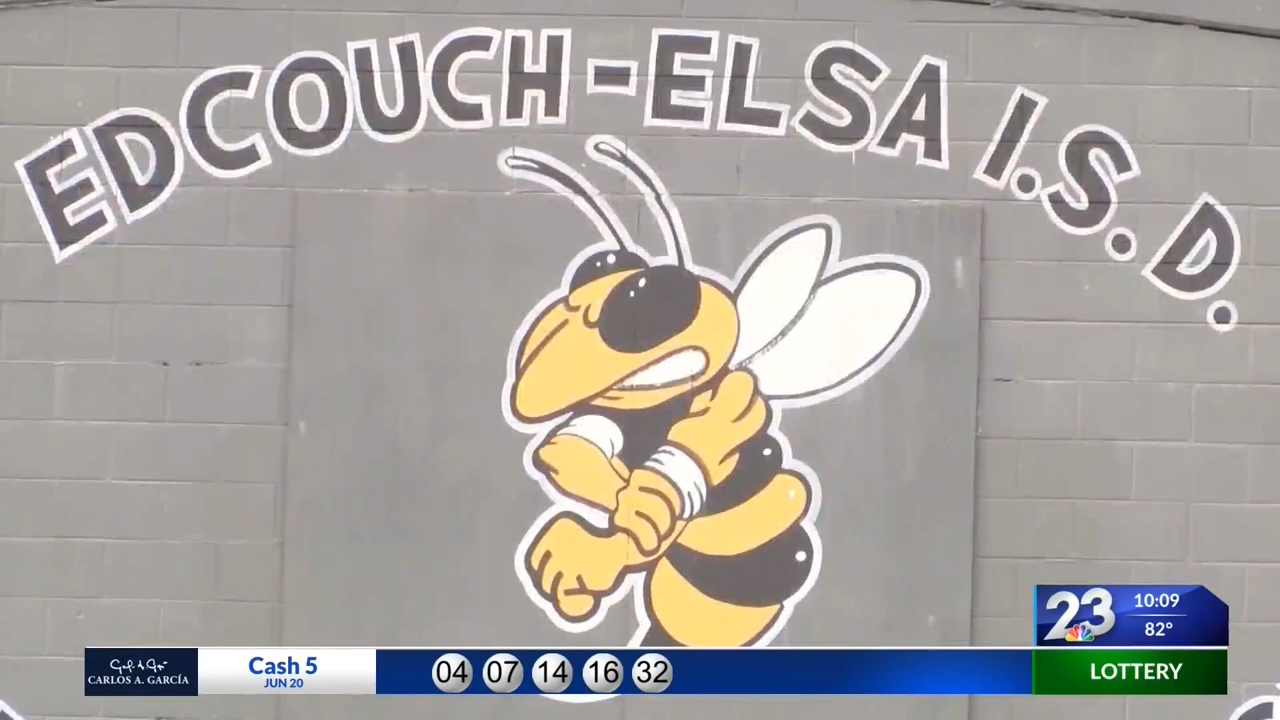 EDCOUCH-ELSA I.S.D.
23
10:09
82°
CARLOS A. GARCÍA
Cash 5
JUN 20
04 07 14 16 32
LOTTERY